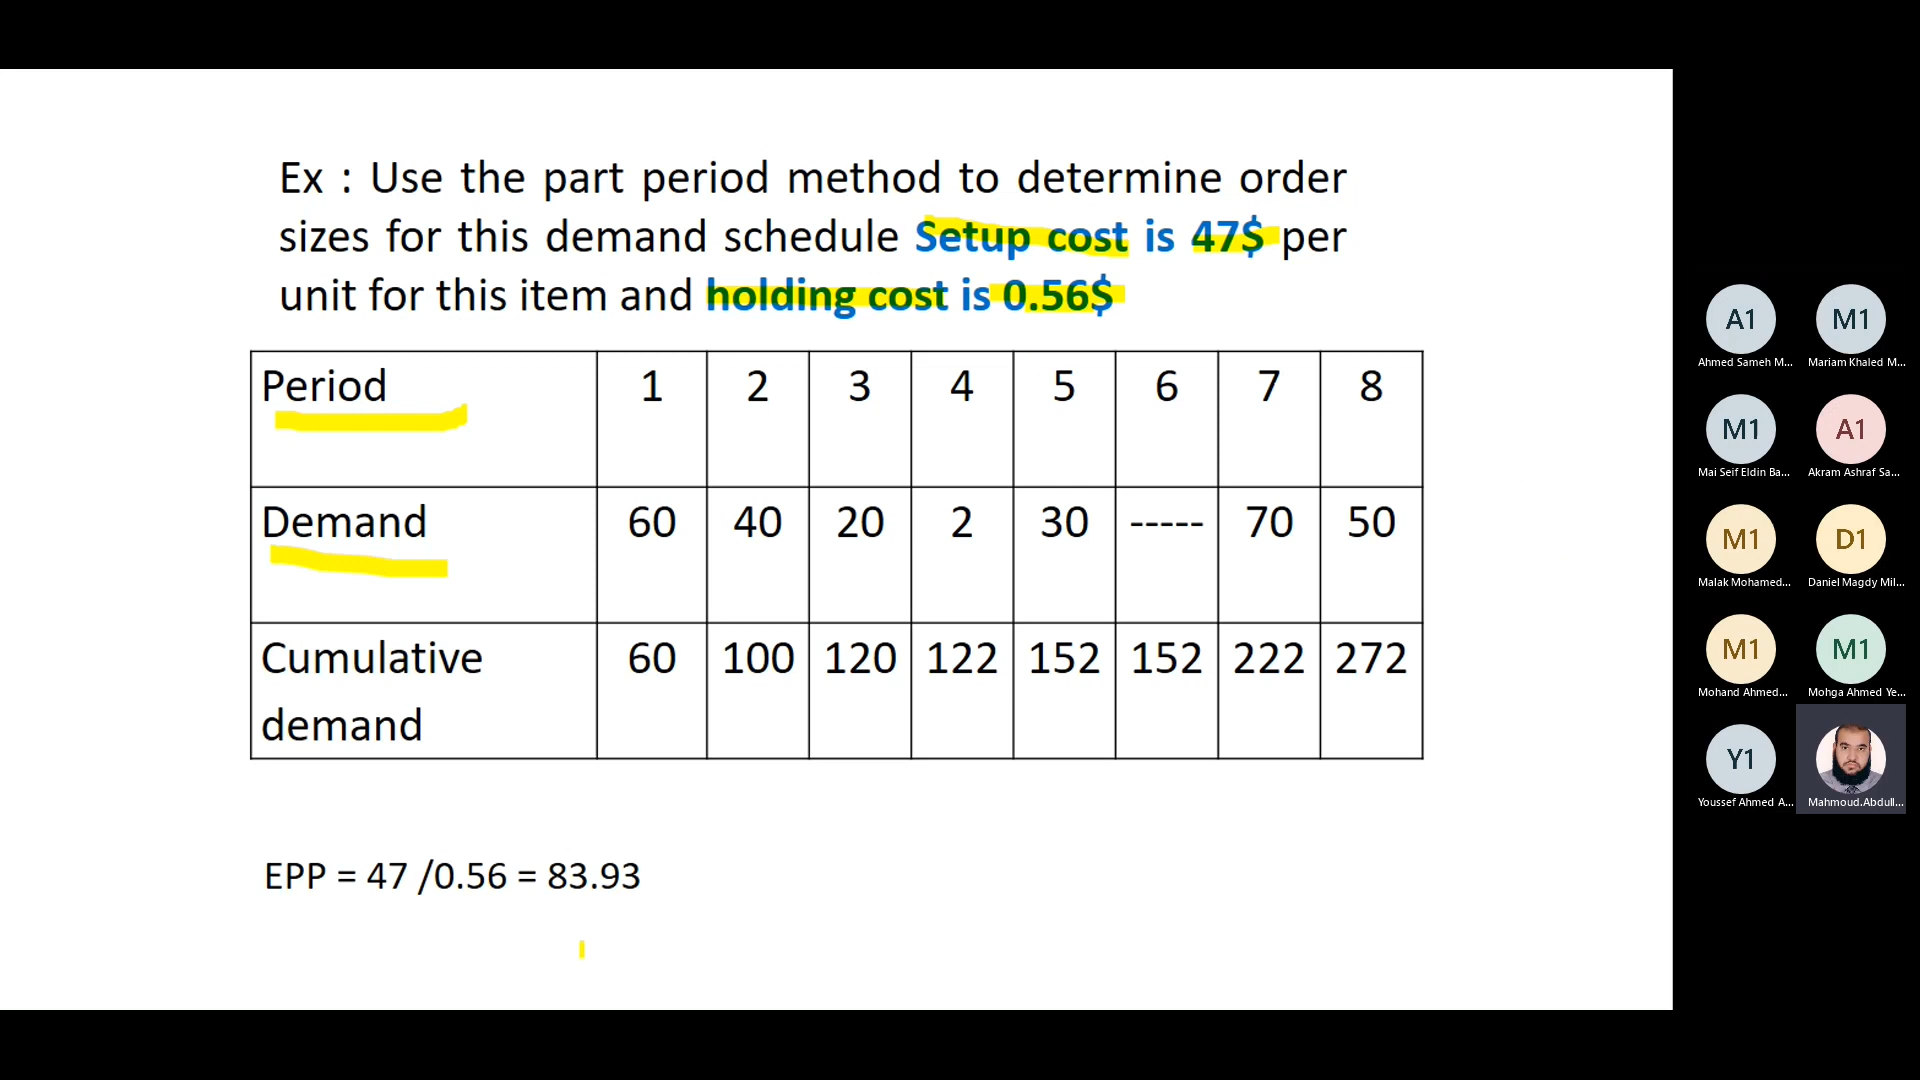 Ex : Use the part period method to determine order
sizes for this demand schedule Setup cost is 47$ per
unit for this item and holding cost is 0.56$
Period 1 2 3 4 5 6 7 8
Demand 60 40 20 2 30 ----- 70 50
Cumulative demand 60 100 120 122 152 152 222 272
EPP = 47 /0.56 = 83.93
A1 M1
Ahmed Sameh M... Mariam Khaled M...
M1 A1
Mai Seif Eldin Ba... Akram Ashraf Sa...
M1 D1
Malak Mohamed... Daniel Magdy Mil...
M1 M1
Mohand Ahmed... Mohga Ahmed Ye...
Y1
Youssef Ahmed A... Mahmoud.Abdull...